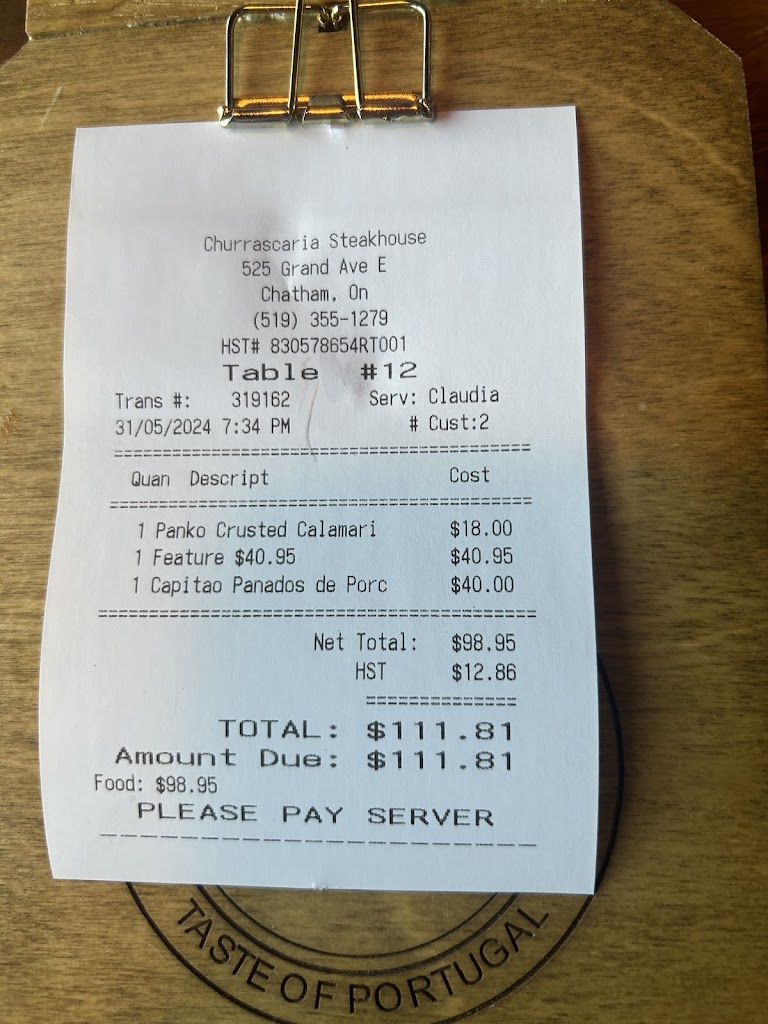 Churrascaria Steakhouse
525 Grand Ave E
Chatham, On
(519) 355-1279
HST# 830578654RT001
Table #12
Trans #: 319162 Serv: Claudia
31/05/2024 7:34 PM # Cust:2
Quan Descript Cost
1 Panko Crusted Calamari $18.00
1 Feature $40.95 $40.95
1 Capitao Panados de Porc $40.00
Net Total: $98.95
HST $12.86
TOTAL: $111.81
Amount Due: $111.81
Food: $98.95
PLEASE PAY SERVER
TASTE OF PORTUGAL